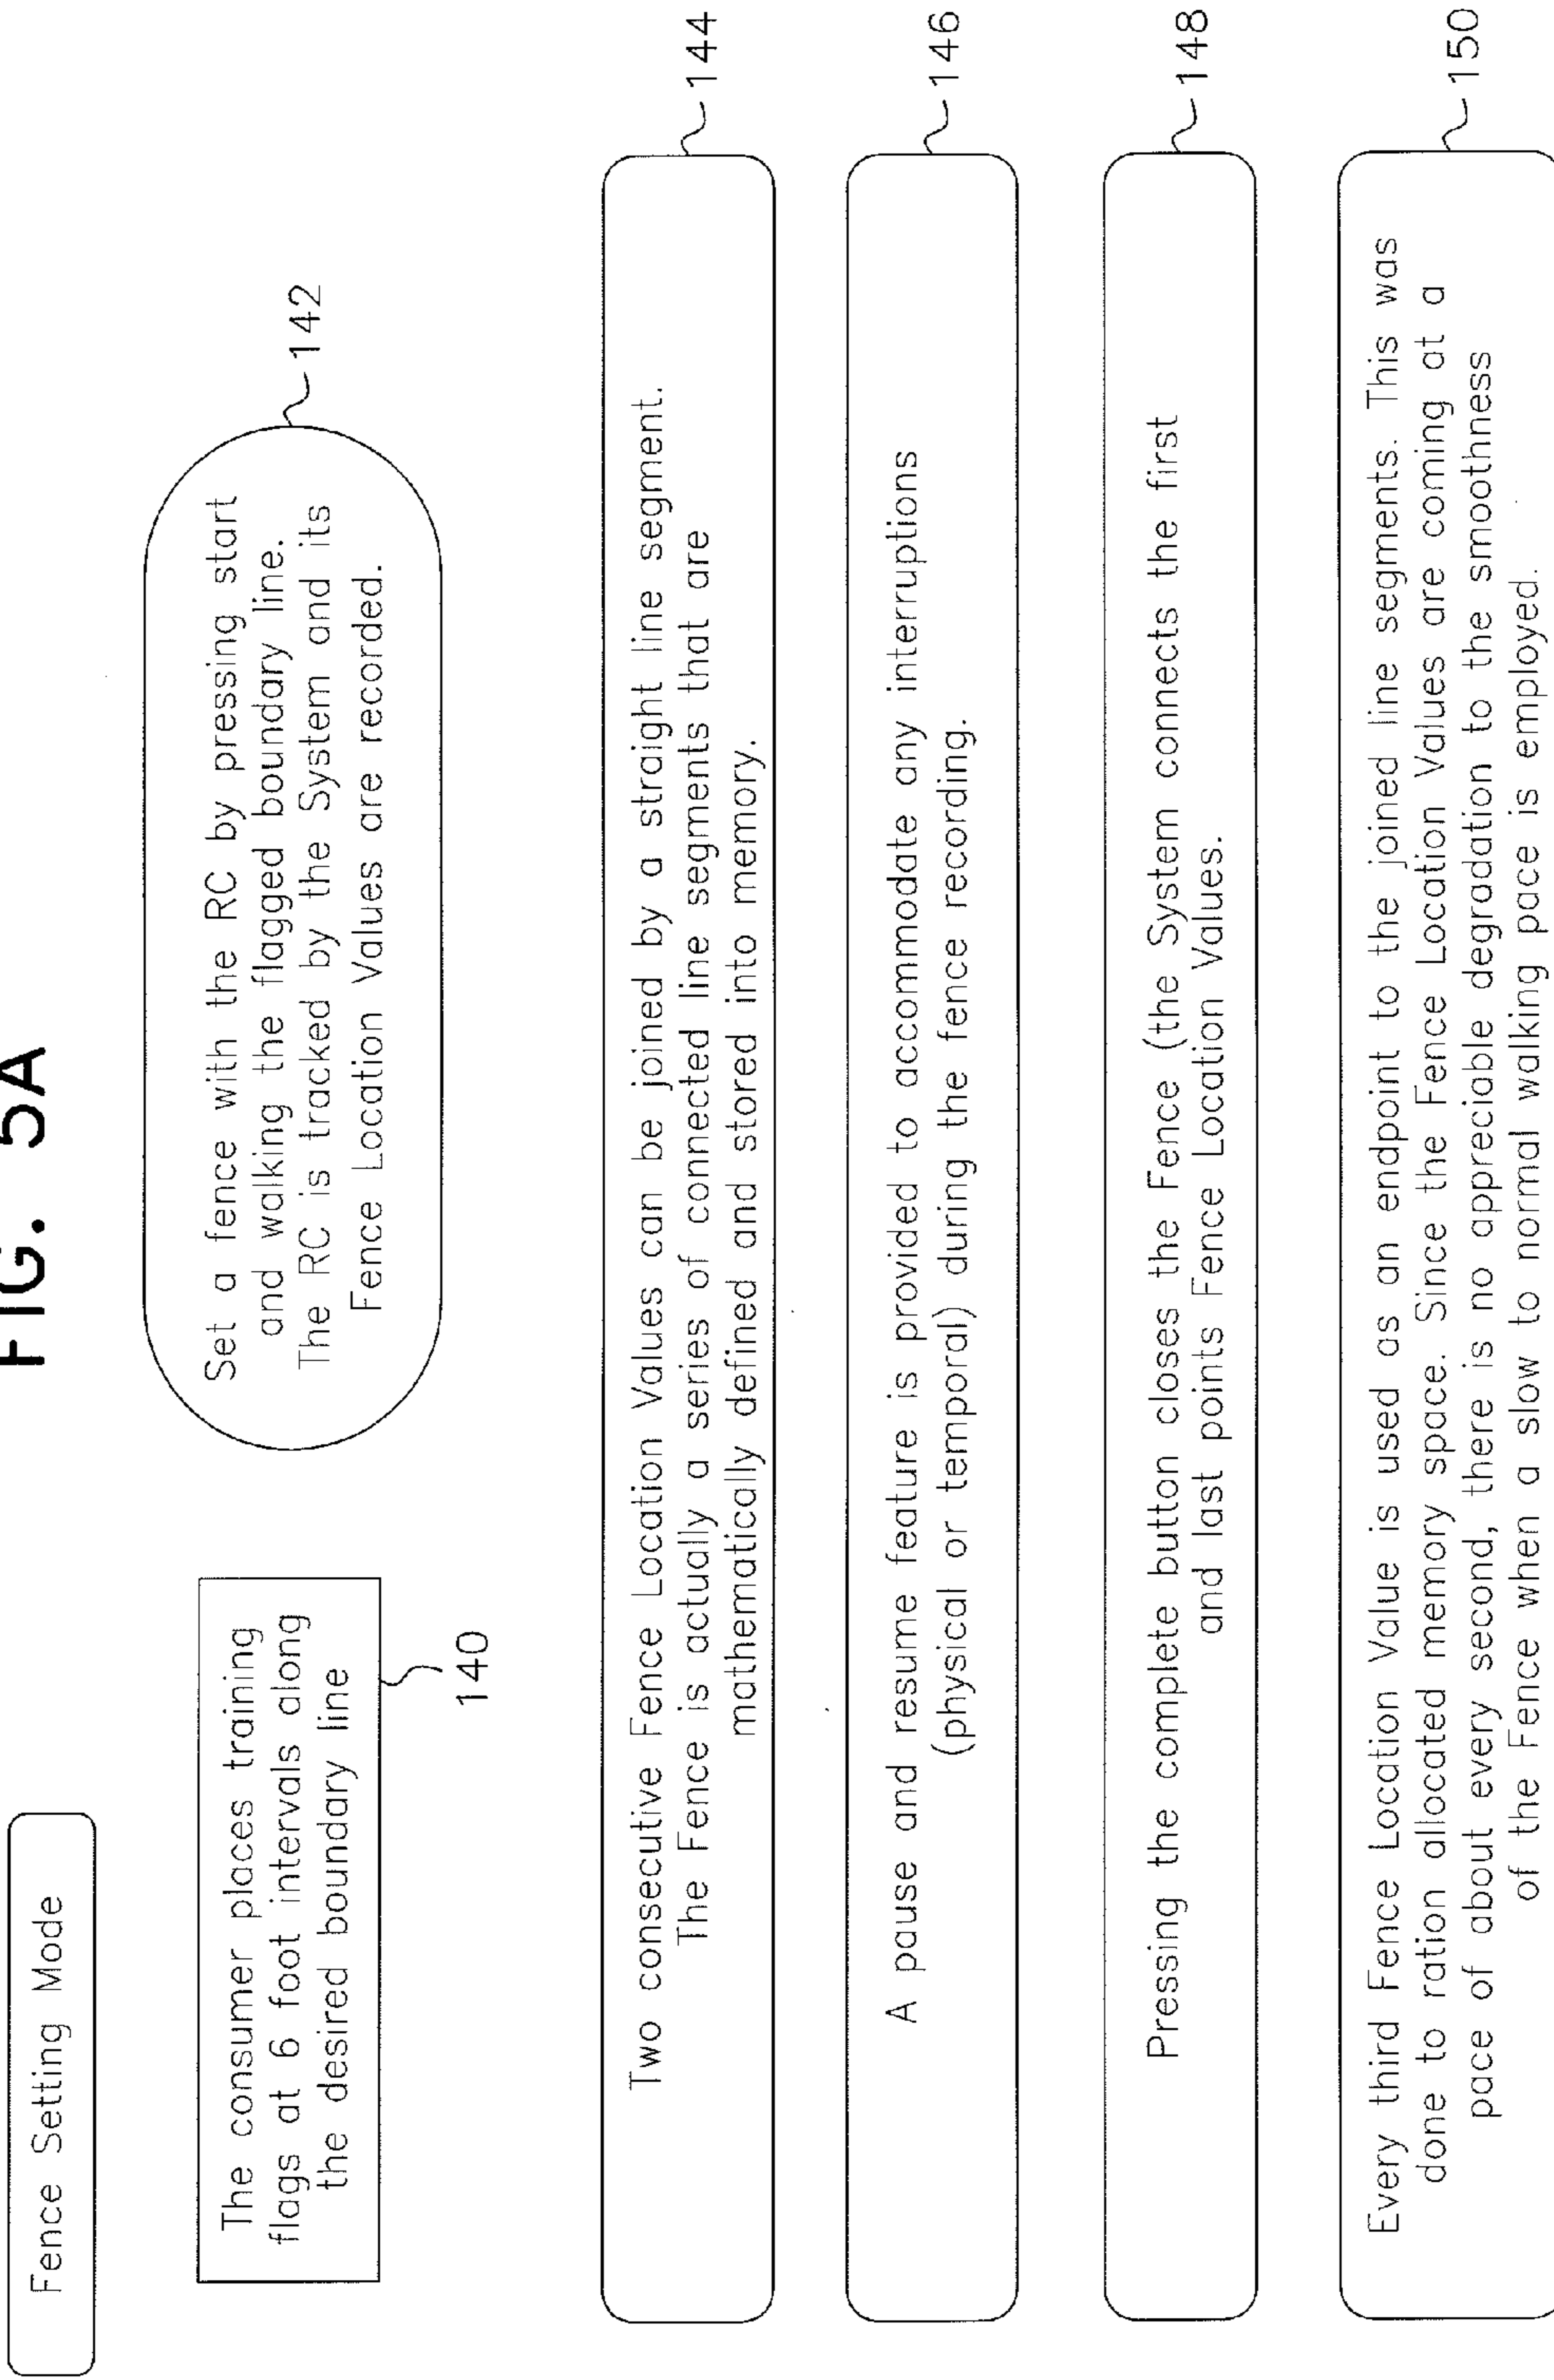 FIG. 5A
Fence Setting Mode
The consumer places training
flags at 6 foot intervals along
the desired boundary line
140
Set a fence with the RC by pressing start
and walking the flagged boundary line.
The RC is tracked by the System and its
Fence Location Values are recorded.
142
Two consecutive Fence Location Values can be joined by a straight line segment.
The Fence is actually a series of connected line segments that are
mathematically defined and stored into memory.
144
A pause and resume feature is provided to accommodate any interruptions
(physical or temporal) during the fence recording.
146
Pressing the complete button closes the Fence (the System connects the first
and last points Fence Location Values.
148
Every third Fence Location Value is used as an endpoint to the joined line segments. This was
done to ration allocated memory space. Since the Fence Location Values are coming at a
pace of about every second, there is no appreciable degradation to the smoothness
of the Fence when a slow to normal walking pace is employed.
150